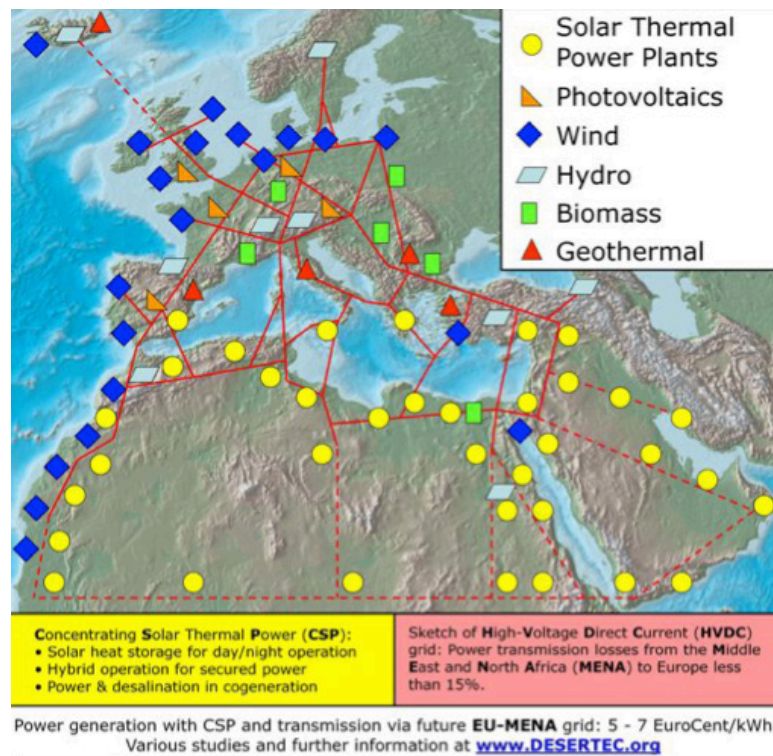 Solar Thermal
Power Plants
Photovoltaics
Wind
Hydro
Biomass
Geothermal
Concentrating Solar Thermal Power (CSP):
• Solar heat storage for day/night operation
• Hybrid operation for secured power
• Power & desalination in cogeneration
Sketch of High-Voltage Direct Current (HVDC)
grid: Power transmission losses from the Middle
East and North Africa (MENA) to Europe less
than 15%.
Power generation with CSP and transmission via future EU-MENA grid: 5 - 7 EuroCent/kWh
Various studies and further information at www.DESERTEC.org